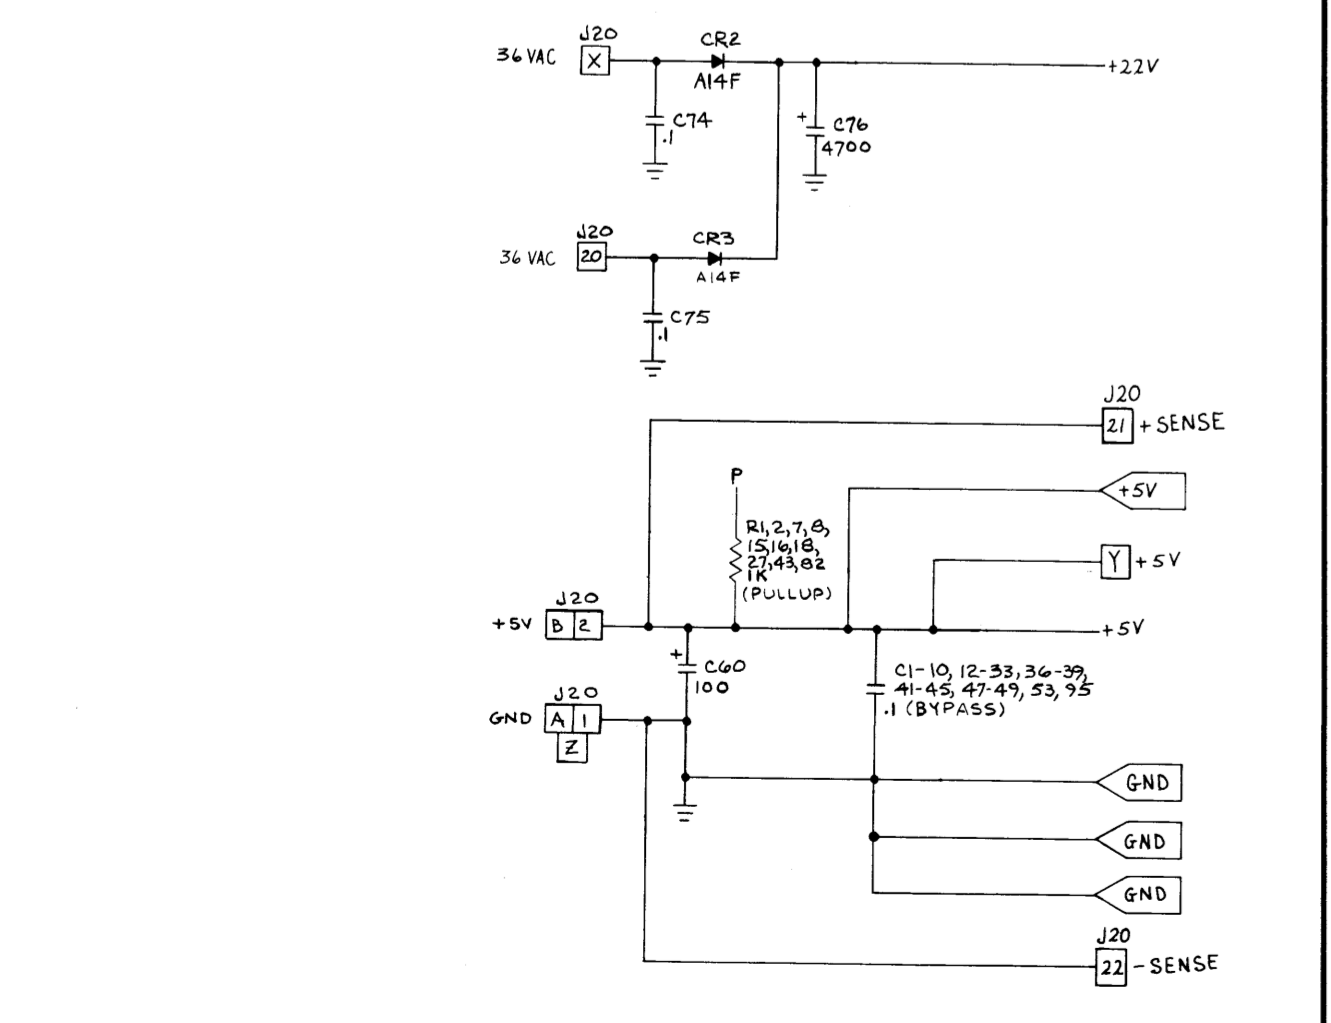 J20
36 VAC
X
CR2
A14F
+22V
C74
.1
+
C76
4700
J20
36 VAC
20
CR3
A14F
C75
.1
J20
21
+ SENSE
P
+5V
R1,2,7,8,
15,16,18,
27,43,82
1K
(PULLUP)
Y
+5V
J20
+5V
B
2
+5V
+
C60
100
C1-10, 12-33, 36-39,
41-45, 47-49, 53, 95
.1 (BYPASS)
J20
GND
A
1
Z
GND
GND
GND
J20
22
- SENSE